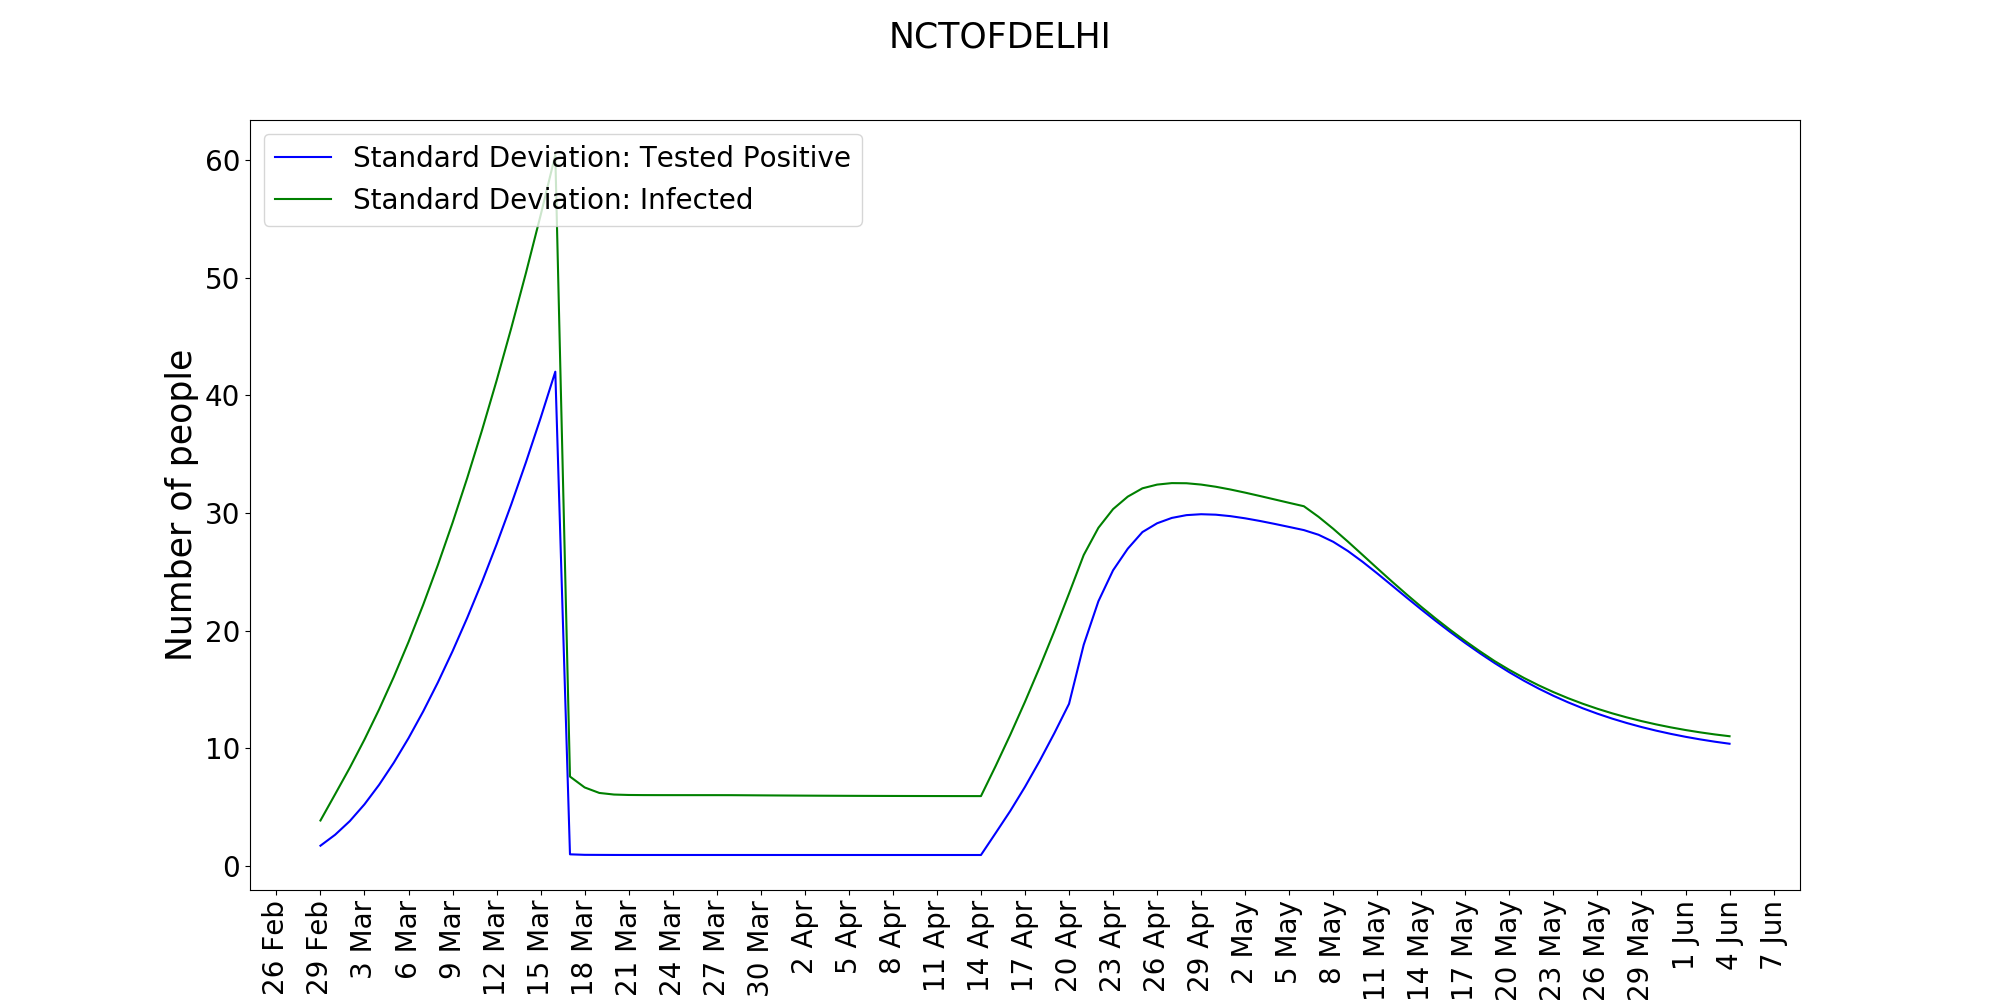 NCTOFDELHI
Standard Deviation: Tested Positive
Standard Deviation: Infected
Number of people
60
50
40
30
20
10
0
26 Feb
29 Feb
3 Mar
6 Mar
9 Mar
12 Mar
15 Mar
18 Mar
21 Mar
24 Mar
27 Mar
30 Mar
2 Apr
5 Apr
8 Apr
11 Apr
14 Apr
17 Apr
20 Apr
23 Apr
26 Apr
29 Apr
2 May
5 May
8 May
11 May
14 May
17 May
20 May
23 May
26 May
29 May
1 Jun
4 Jun
7 Jun